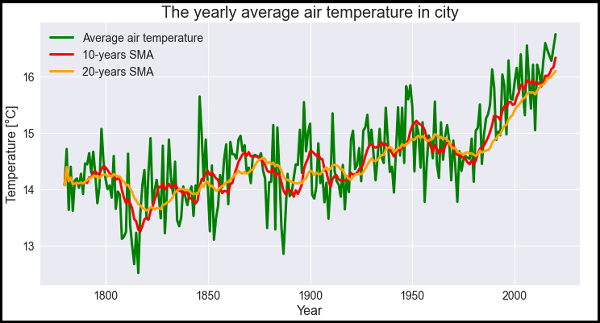 The yearly average air temperature in city
Average air temperature
10-years SMA
20-years SMA
Temperature [°C]
16
15
14
13
1800
1850
1900
1950
2000
Year